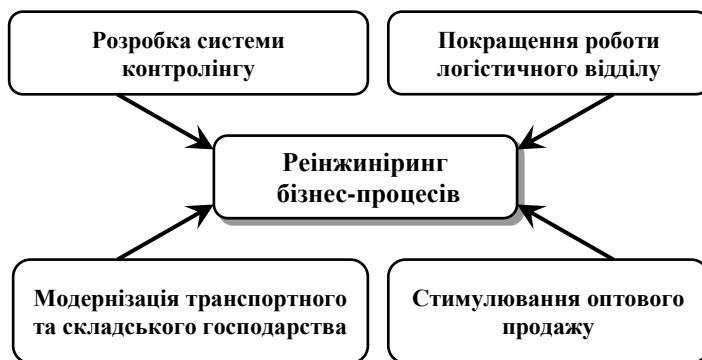 Розробка системи
контролінгу
Покращення роботи
логістичного відділу
Реінжиніринг
бізнес-процесів
Модернізація транспортного
та складського господарства
Стимулювання оптового
продажу